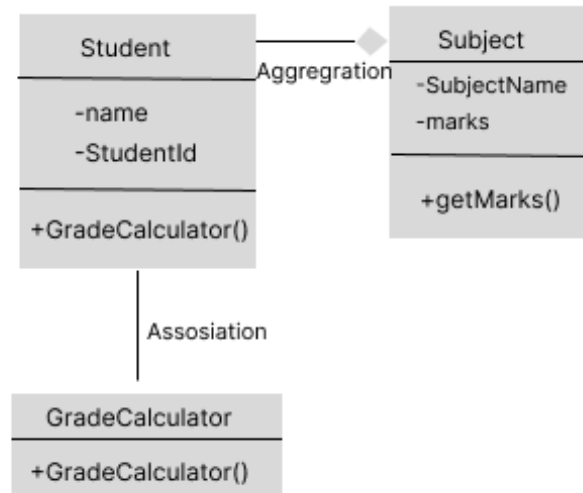 Student
-name
-StudentId
+GradeCalculator()
Aggregration
Subject
-SubjectName
-marks
+getMarks()
Assosiation
GradeCalculator
+GradeCalculator()